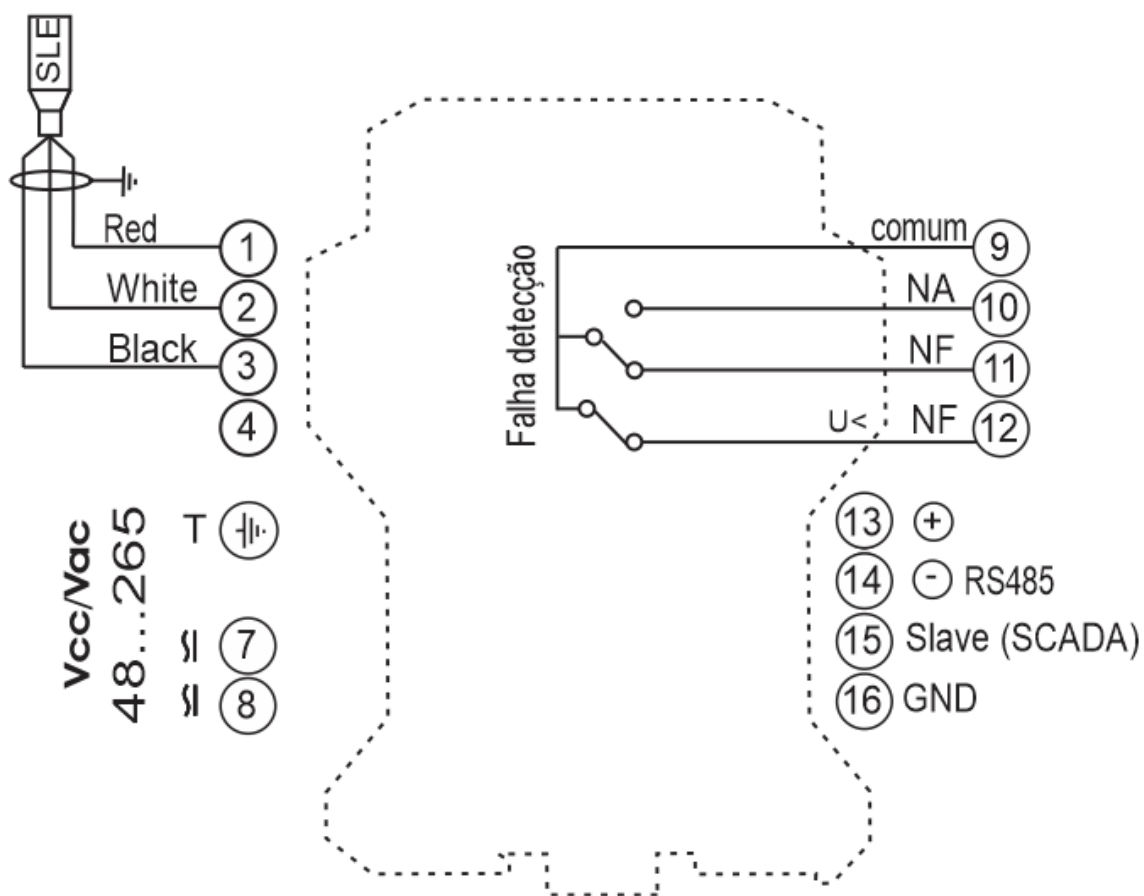 SLE
Red 1
White 2
Black 3
4
Vcc/Vac
48...265
T
7
8
Falha detecção
comum 9
NA 10
NF 11
U< NF 12
13 +
14 - RS485
15 Slave (SCADA)
16 GND